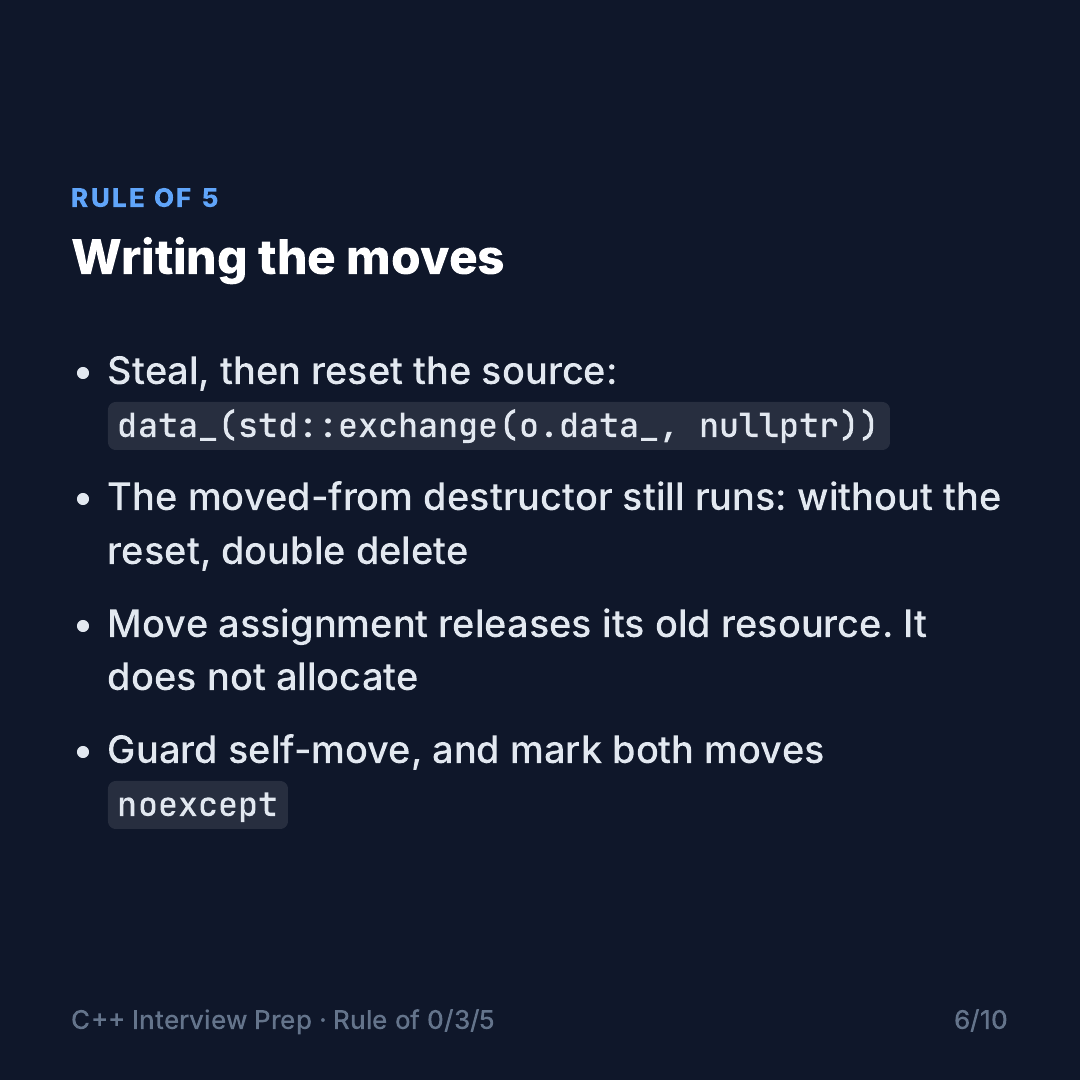 RULE OF 5
Writing the moves
• Steal, then reset the source:
data_(std::exchange(o.data_, nullptr))
• The moved-from destructor still runs: without the
reset, double delete
• Move assignment releases its old resource. It
does not allocate
• Guard self-move, and mark both moves
noexcept
C++ Interview Prep · Rule of 0/3/5
6/10